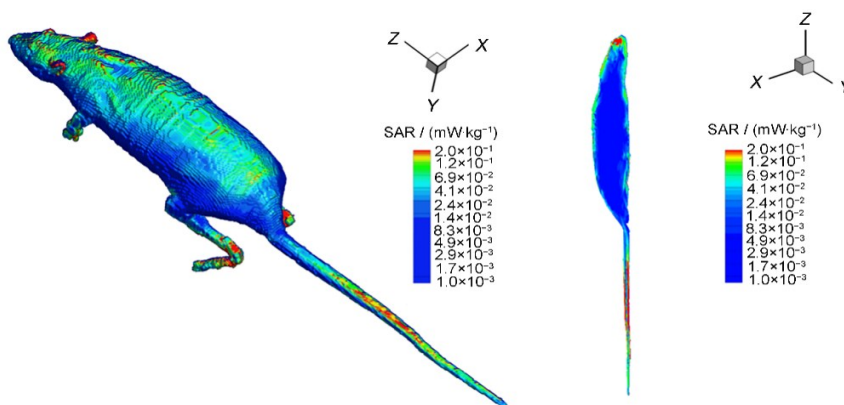 Z
X
Y
SAR / (mW·kg⁻¹)
2.0×10⁻¹
1.2×10⁻¹
6.9×10⁻²
4.1×10⁻²
2.4×10⁻²
1.4×10⁻²
8.3×10⁻³
4.9×10⁻³
2.9×10⁻³
1.7×10⁻³
1.0×10⁻³
Z
X
Y
SAR / (mW·kg⁻¹)
2.0×10⁻¹
1.2×10⁻¹
6.9×10⁻²
4.1×10⁻²
2.4×10⁻²
1.4×10⁻²
8.3×10⁻³
4.9×10⁻³
2.9×10⁻³
1.7×10⁻³
1.0×10⁻³